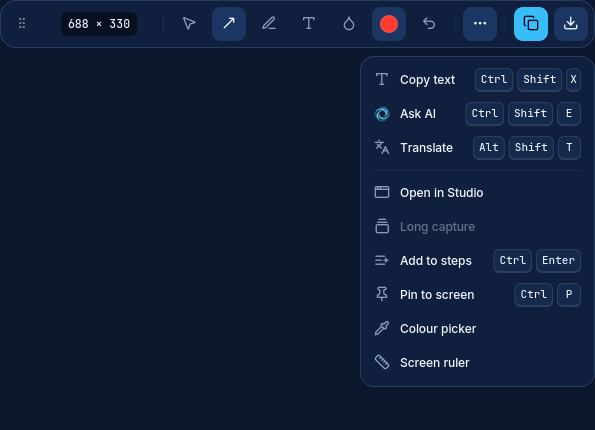 688 × 330
T
Copy text Ctrl Shift X
Ask AI Ctrl Shift E
Translate Alt Shift T
Open in Studio
Long capture
Add to steps Ctrl Enter
Pin to screen Ctrl P
Colour picker
Screen ruler